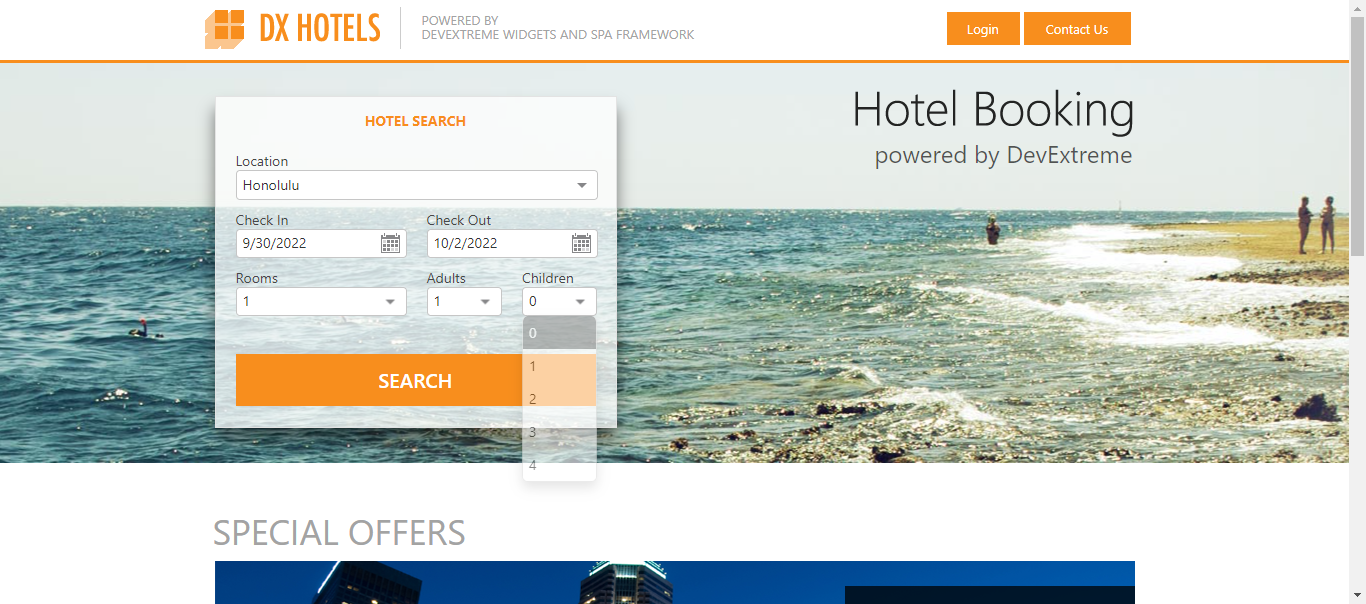 DX HOTELS
POWERED BY
DEVEXTREME WIDGETS AND SPA FRAMEWORK
Login
Contact Us
Hotel Booking
powered by DevExtreme
HOTEL SEARCH
Location
Honolulu
Check In
Check Out
9/30/2022
10/2/2022
Rooms
Adults
Children
1
1
0
0
1
2
3
4
SEARCH
SPECIAL OFFERS